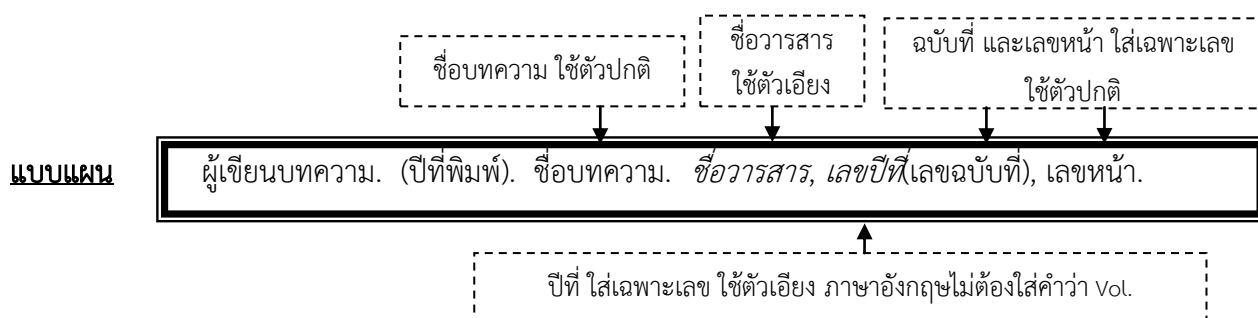 ชื่อบทความ ใช้ตัวปกติ
ชื่อวารสาร
ใช้ตัวเอียง
ฉบับที่ และเลขหน้า ใส่เฉพาะเลข
ใช้ตัวปกติ
แบบแผน
ผู้เขียนบทความ. (ปีที่พิมพ์). ชื่อบทความ. ชื่อวารสาร, เลขปีที่(เลขฉบับที่), เลขหน้า.
ปีที่ ใส่เฉพาะเลข ใช้ตัวเอียง ภาษาอังกฤษไม่ต้องใส่คำว่า Vol.